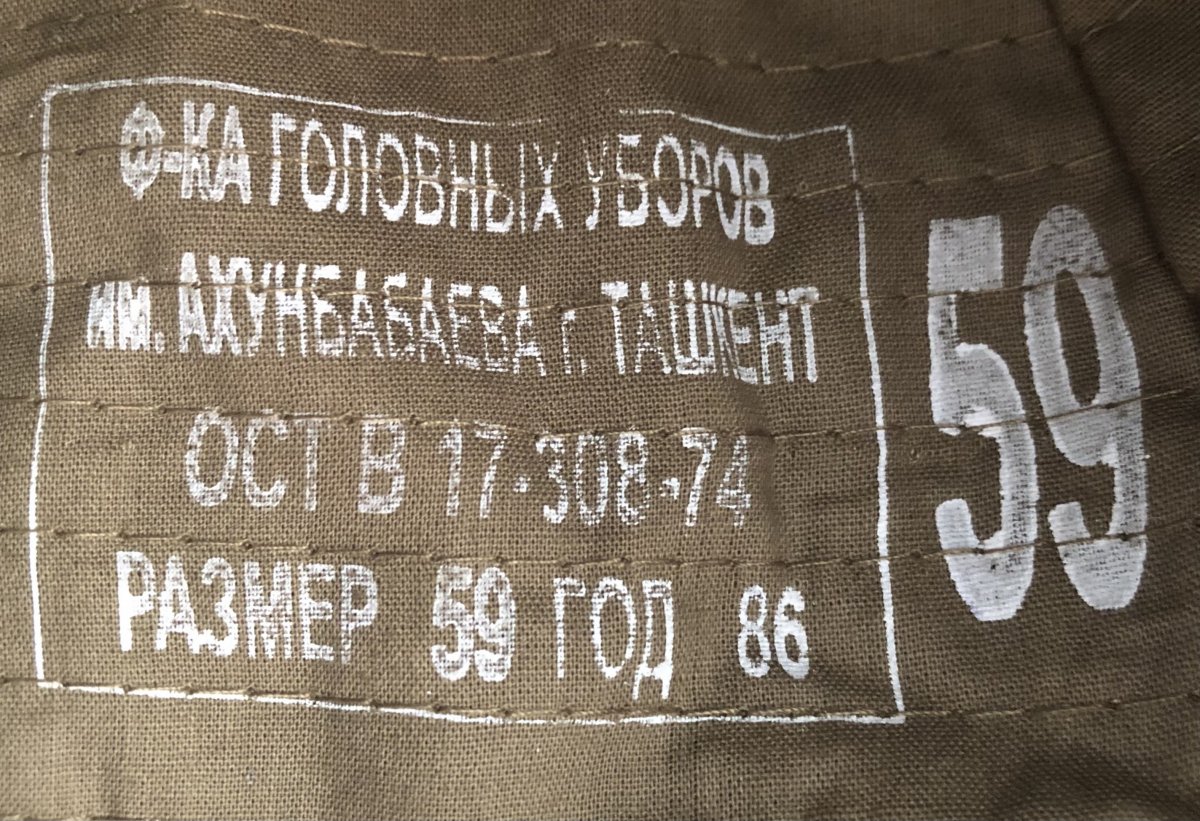 Ф-КА ГОЛОВНЫХ УБОРОВ
им. АХУНБАБАЕВА г. ТАШКЕНТ
ОСТ В 17-308-74
РАЗМЕР 59 ГОД 86
59